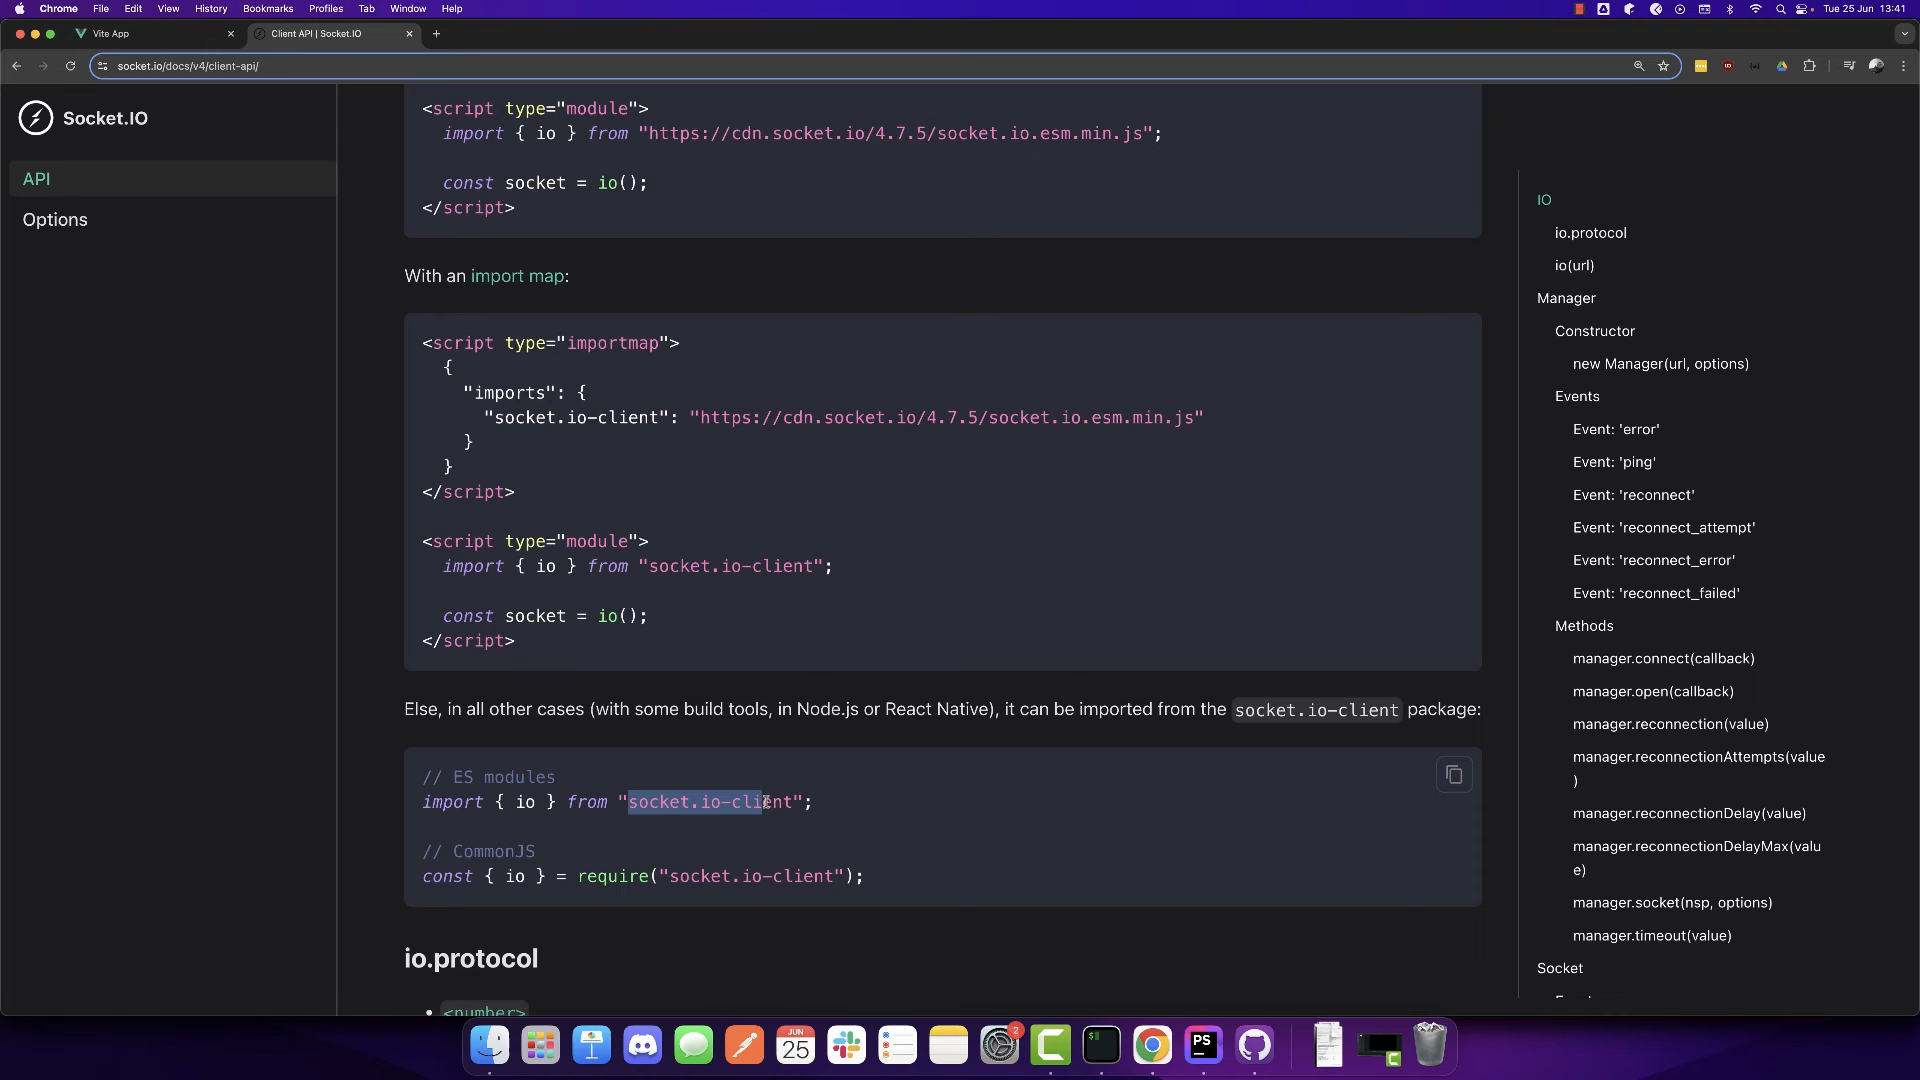 Chrome File Edit View History Bookmarks Profiles Tab Window Help Tue 25 Jun 13:41
Vite App Client API | Socket.IO
socket.io/docs/v4/client-api/
Socket.IO
API
Options
<script type="module">
import { io } from "https://cdn.socket.io/4.7.5/socket.io.esm.min.js";
const socket = io();
</script>
With an import map:
<script type="importmap">
{
"imports": {
"socket.io-client": "https://cdn.socket.io/4.7.5/socket.io.esm.min.js"
}
}
</script>
<script type="module">
import { io } from "socket.io-client";
const socket = io();
</script>
Else, in all other cases (with some build tools, in Node.js or React Native), it can be imported from the socket.io-client package:
// ES modules
import { io } from "socket.io-client";
// CommonJS
const { io } = require("socket.io-client");
io.protocol
• <number>
IO
io.protocol
io(url)
Manager
Constructor
new Manager(url, options)
Events
Event: 'error'
Event: 'ping'
Event: 'reconnect'
Event: 'reconnect_attempt'
Event: 'reconnect_error'
Event: 'reconnect_failed'
Methods
manager.connect(callback)
manager.open(callback)
manager.reconnection(value)
manager.reconnectionAttempts(value
)
manager.reconnectionDelay(value)
manager.reconnectionDelayMax(valu
e)
manager.socket(nsp, options)
manager.timeout(value)
Socket
JUN
25
2
PS